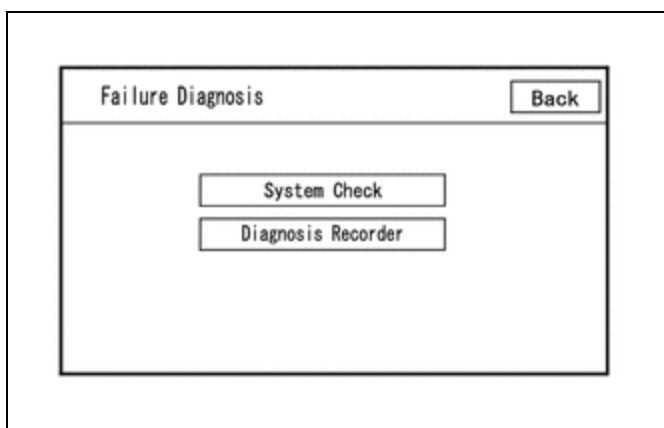 Failure Diagnosis
Back
System Check
Diagnosis Recorder